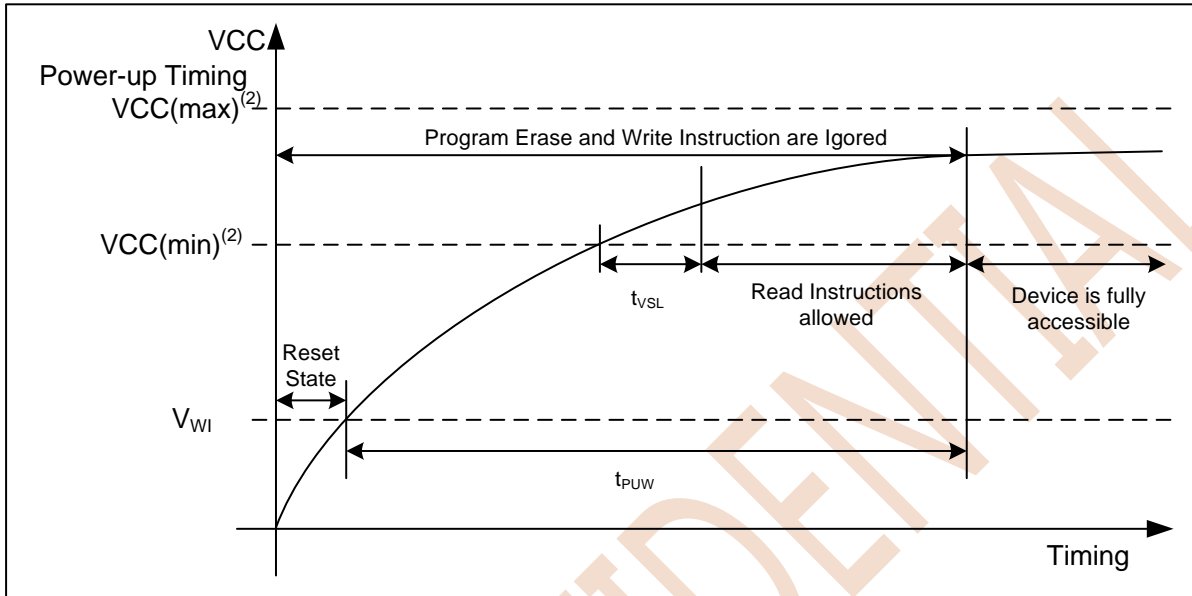 VCC
Power-up Timing
VCC(max)(2)
Program Erase and Write Instruction are Igored
VCC(min)(2)
tVSL
Read Instructions
allowed
Device is fully
accessible
Reset
State
VWI
tPUW
Timing
IDENTIAL